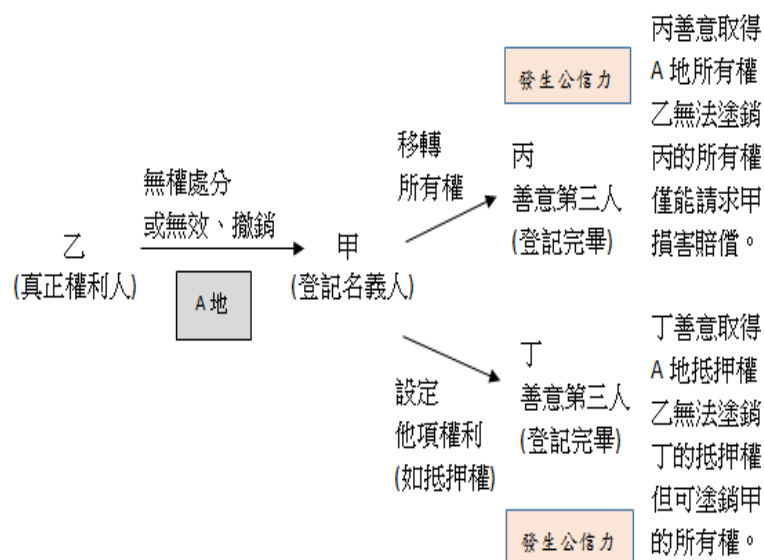 乙
(真正權利人)
無權處分
或無效、撤銷
A地
甲
(登記名義人)
移轉
所有權
發生公信力
丙
善意第三人
(登記完畢)
丙善意取得
A地所有權
乙無法塗銷
丙的所有權
僅能請求甲
損害賠償。
設定
他項權利
(如抵押權)
丁
善意第三人
(登記完畢)
發生公信力
丁善意取得
A地抵押權
乙無法塗銷
丁的抵押權
但可塗銷甲
的所有權。